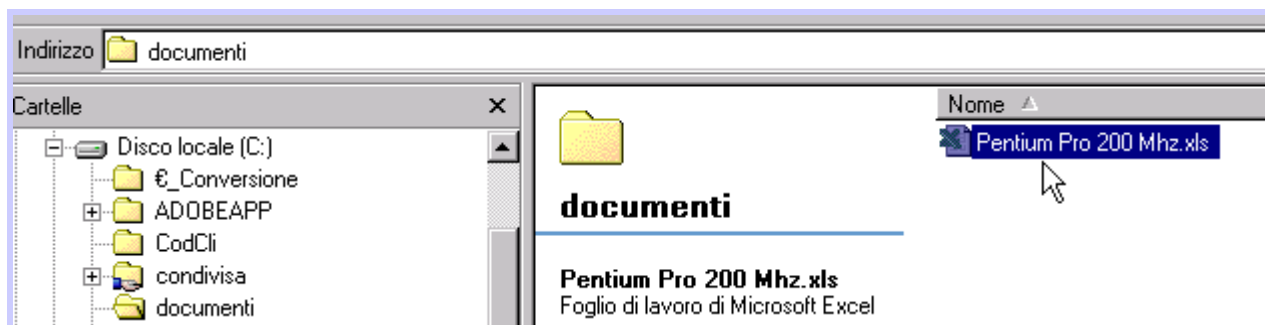 Indirizzo documenti
Cartelle
Disco locale (C:)
€_Conversione
ADOBEAPP
CodCli
condivisa
documenti
documenti
Pentium Pro 200 Mhz.xls
Foglio di lavoro di Microsoft Excel
Nome
Pentium Pro 200 Mhz.xls